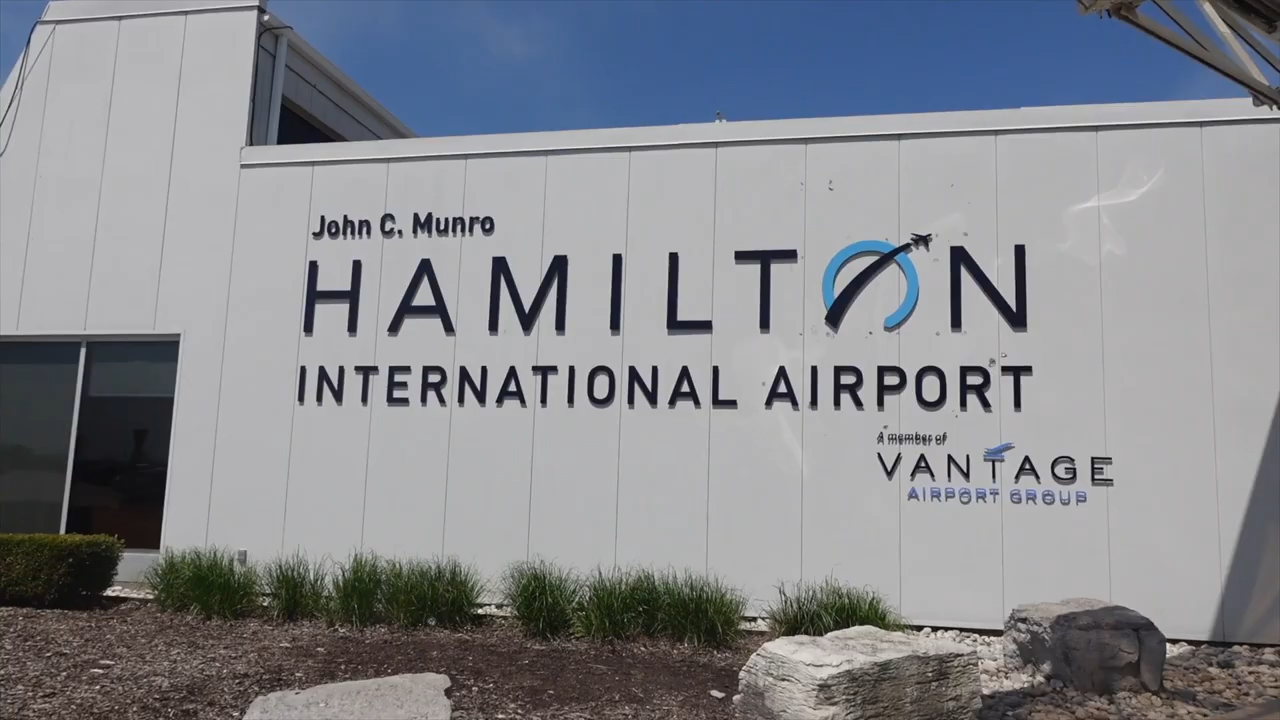 John C. Munro
HAMILTON
INTERNATIONAL AIRPORT
A member of
VANTAGE
AIRPORT GROUP